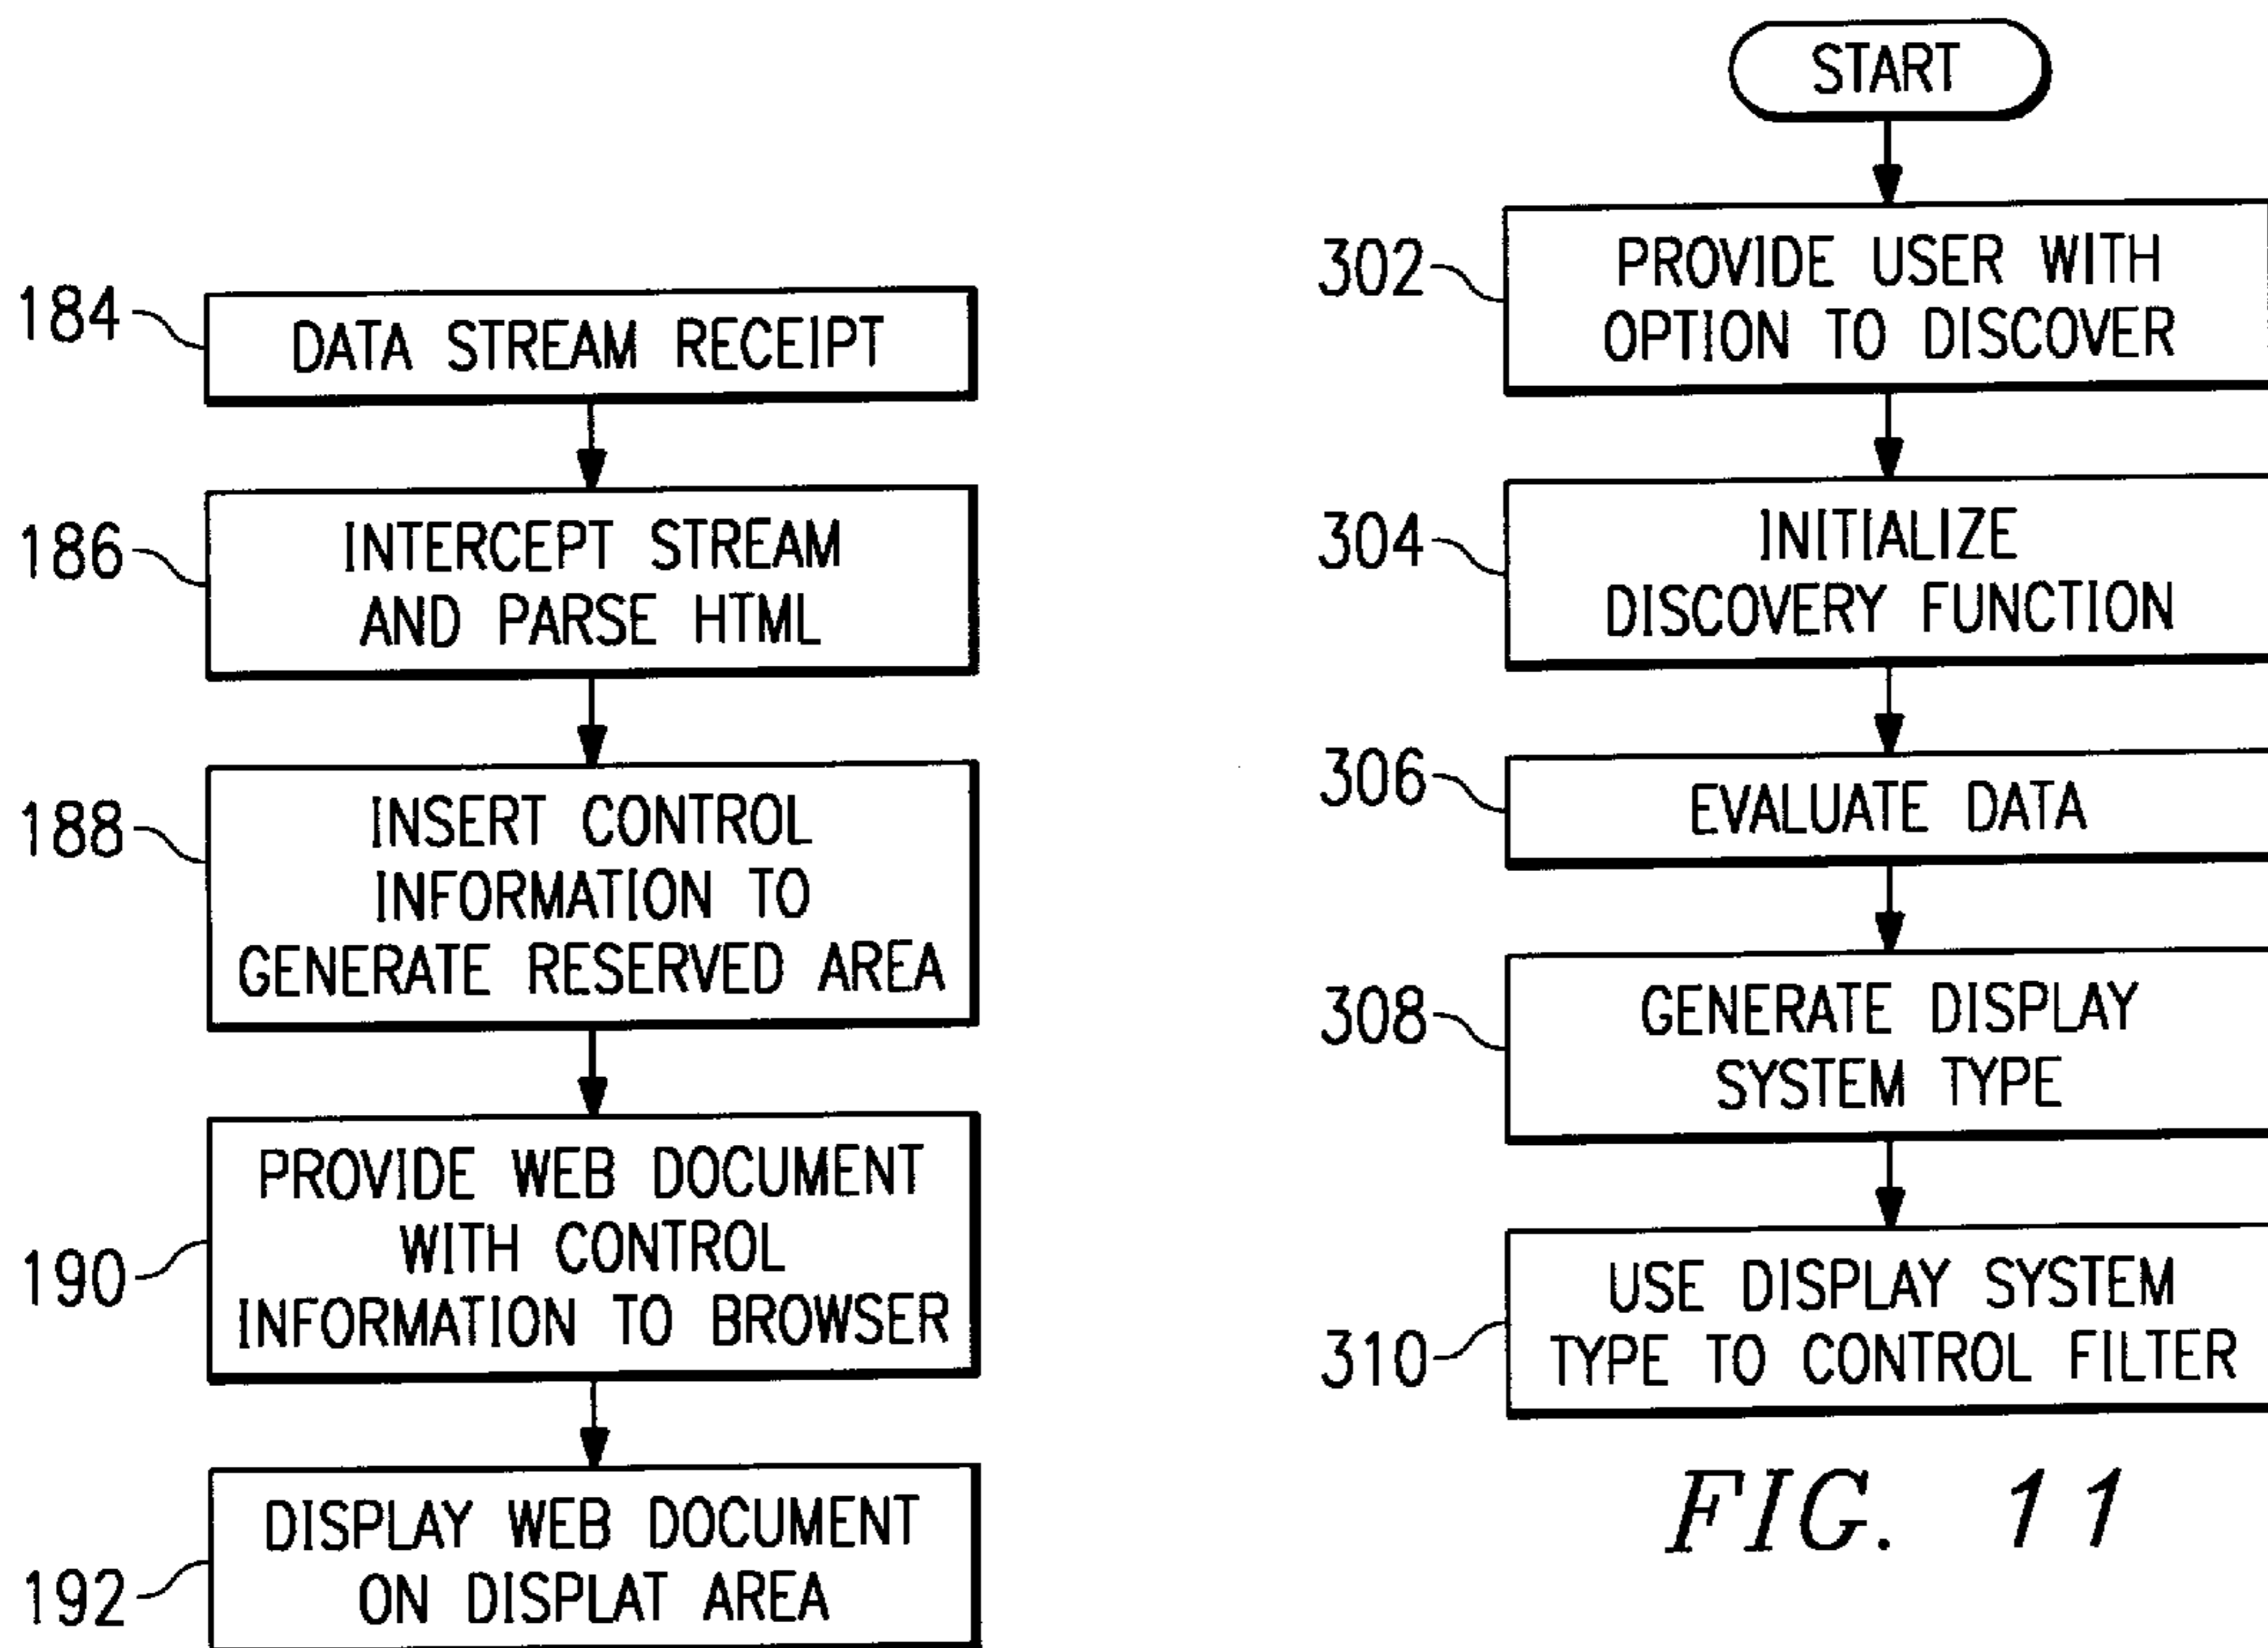 184
DATA STREAM RECEIPT
186
INTERCEPT STREAM
AND PARSE HTML
188
INSERT CONTROL
INFORMATION TO
GENERATE RESERVED AREA
190
PROVIDE WEB DOCUMENT
WITH CONTROL
INFORMATION TO BROWSER
192
DISPLAY WEB DOCUMENT
ON DISPLAT AREA
START
302
PROVIDE USER WITH
OPTION TO DISCOVER
304
INITIALIZE
DISCOVERY FUNCTION
306
EVALUATE DATA
308
GENERATE DISPLAY
SYSTEM TYPE
310
USE DISPLAY SYSTEM
TYPE TO CONTROL FILTER
FIG. 11